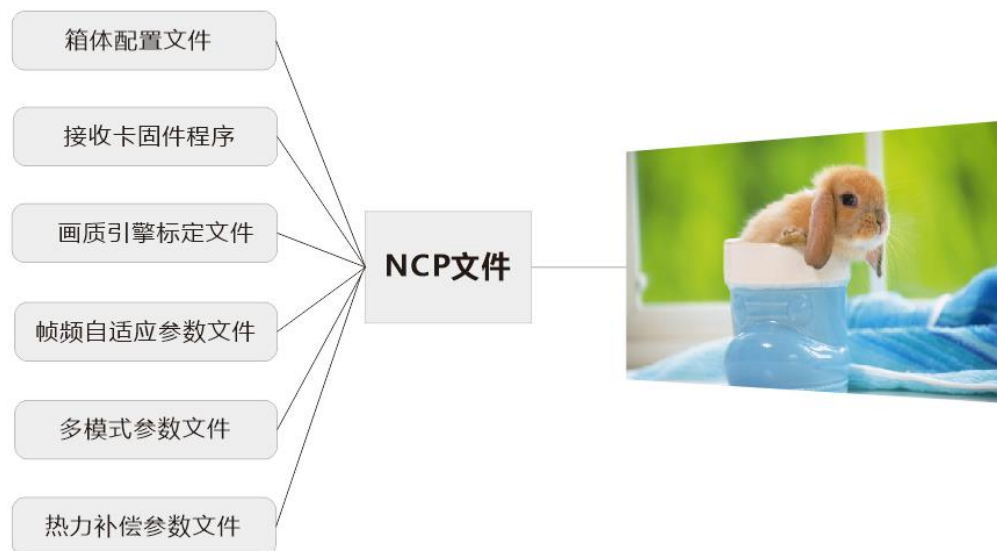 箱体配置文件
接收卡固件程序
画质引擎标定文件
帧频自适应参数文件
多模式参数文件
热力补偿参数文件
NCP文件